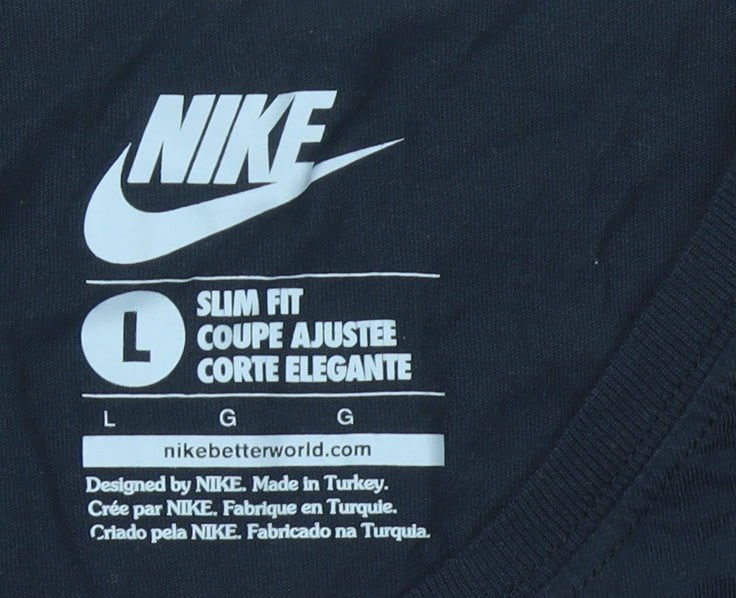 NIKE
L
SLIM FIT
COUPE AJUSTEE
CORTE ELEGANTE
L G G
nikebetterworld.com
Designed by NIKE. Made in Turkey.
Crée par NIKE. Fabrique en Turquie.
Criado pela NIKE. Fabricado na Turquia.